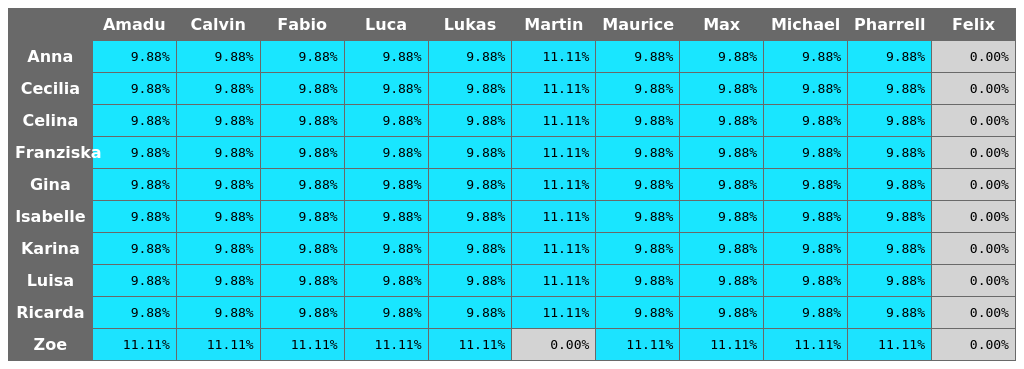 Amadu Calvin Fabio Luca Lukas Martin Maurice Max Michael Pharrell Felix
Anna 9.88% 9.88% 9.88% 9.88% 9.88% 11.11% 9.88% 9.88% 9.88% 9.88% 0.00%
Cecilia 9.88% 9.88% 9.88% 9.88% 9.88% 11.11% 9.88% 9.88% 9.88% 9.88% 0.00%
Celina 9.88% 9.88% 9.88% 9.88% 9.88% 11.11% 9.88% 9.88% 9.88% 9.88% 0.00%
Franziska 9.88% 9.88% 9.88% 9.88% 9.88% 11.11% 9.88% 9.88% 9.88% 9.88% 0.00%
Gina 9.88% 9.88% 9.88% 9.88% 9.88% 11.11% 9.88% 9.88% 9.88% 9.88% 0.00%
Isabelle 9.88% 9.88% 9.88% 9.88% 9.88% 11.11% 9.88% 9.88% 9.88% 9.88% 0.00%
Karina 9.88% 9.88% 9.88% 9.88% 9.88% 11.11% 9.88% 9.88% 9.88% 9.88% 0.00%
Luisa 9.88% 9.88% 9.88% 9.88% 9.88% 11.11% 9.88% 9.88% 9.88% 9.88% 0.00%
Ricarda 9.88% 9.88% 9.88% 9.88% 9.88% 11.11% 9.88% 9.88% 9.88% 9.88% 0.00%
Zoe 11.11% 11.11% 11.11% 11.11% 11.11% 0.00% 11.11% 11.11% 11.11% 11.11% 0.00%